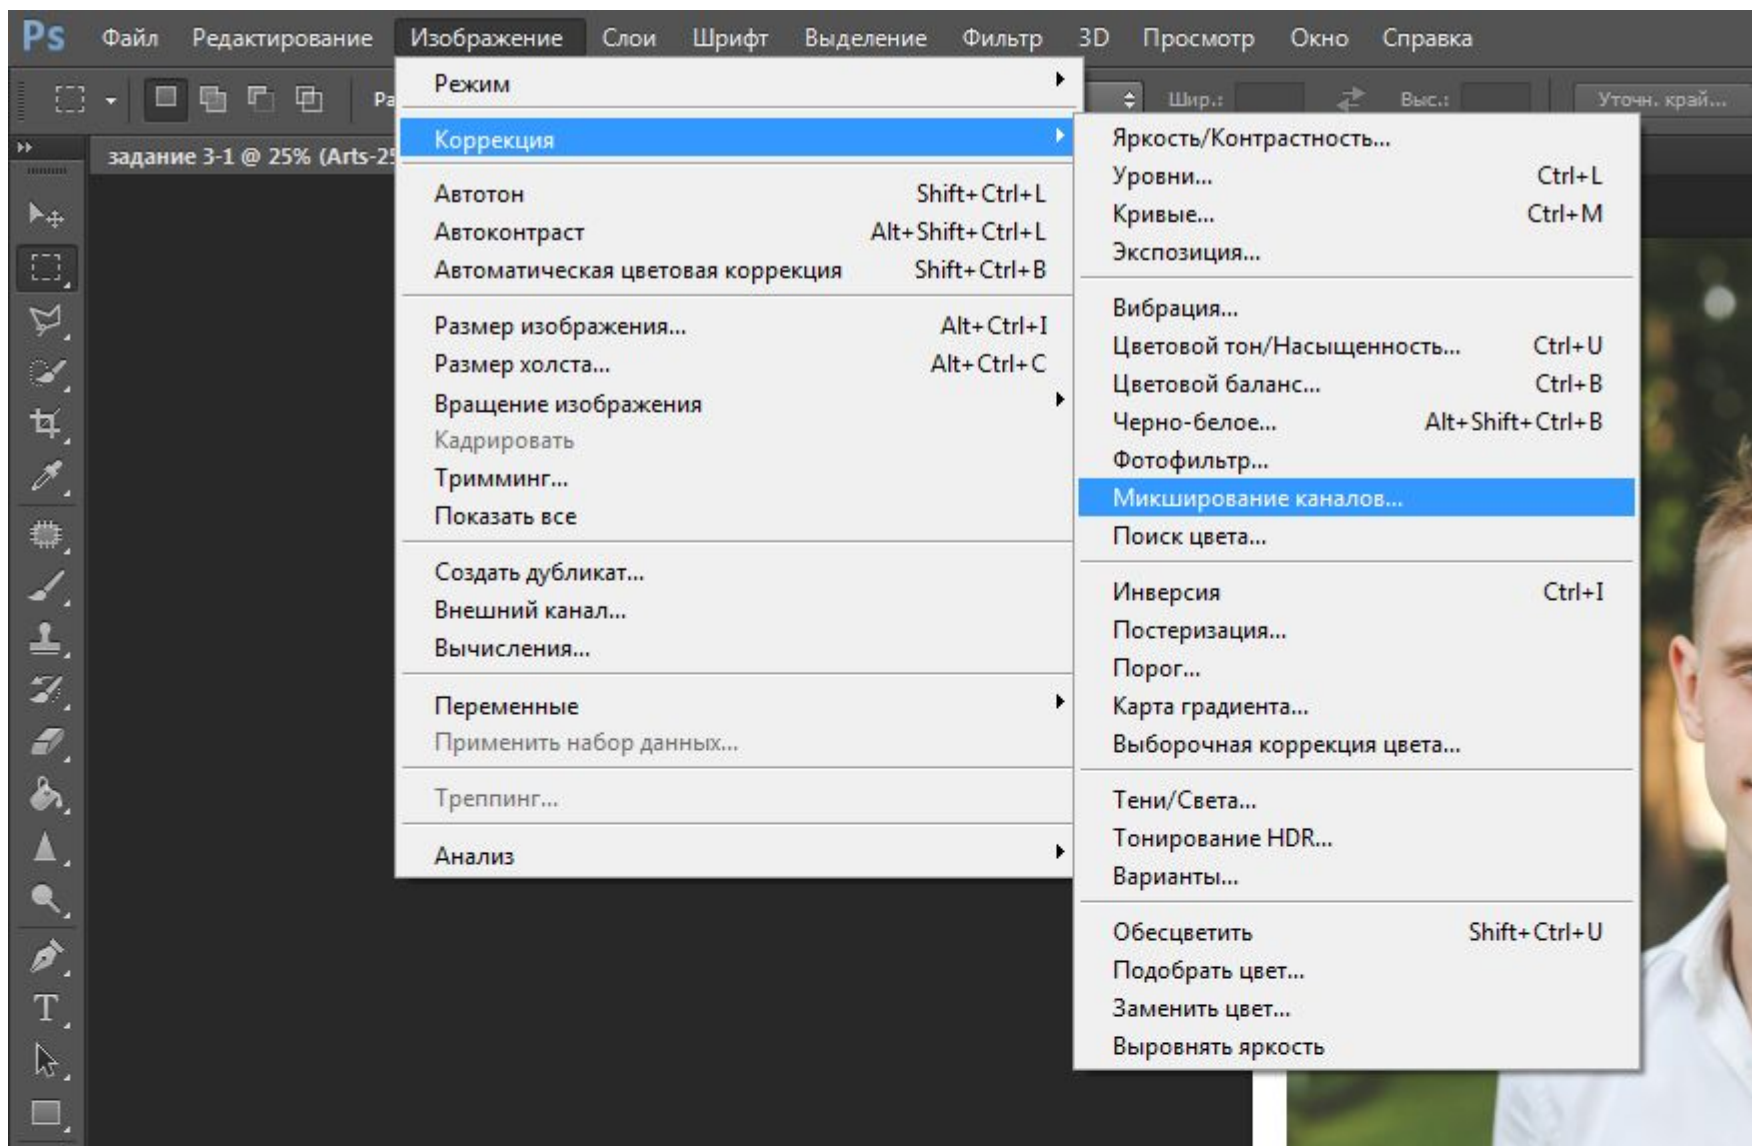 Ps Файл Редактирование Изображение Слои Шрифт Выделение Фильтр 3D Просмотр Окно Справка
Шир.: Выс.: Уточн. край...
задание 3-1 @ 25% (Arts-25
Режим
Коррекция
Автотон Shift+Ctrl+L
Автоконтраст Alt+Shift+Ctrl+L
Автоматическая цветовая коррекция Shift+Ctrl+B
Размер изображения... Alt+Ctrl+I
Размер холста... Alt+Ctrl+C
Вращение изображения
Кадрировать
Тримминг...
Показать все
Создать дубликат...
Внешний канал...
Вычисления...
Переменные
Применить набор данных...
Треппинг...
Анализ
Яркость/Контрастность...
Уровни... Ctrl+L
Кривые... Ctrl+M
Экспозиция...
Вибрация...
Цветовой тон/Насыщенность... Ctrl+U
Цветовой баланс... Ctrl+B
Черно-белое... Alt+Shift+Ctrl+B
Фотофильтр...
Микширование каналов...
Поиск цвета...
Инверсия Ctrl+I
Постеризация...
Порог...
Карта градиента...
Выборочная коррекция цвета...
Тени/Света...
Тонирование HDR...
Варианты...
Обесцветить Shift+Ctrl+U
Подобрать цвет...
Заменить цвет...
Выровнять яркость